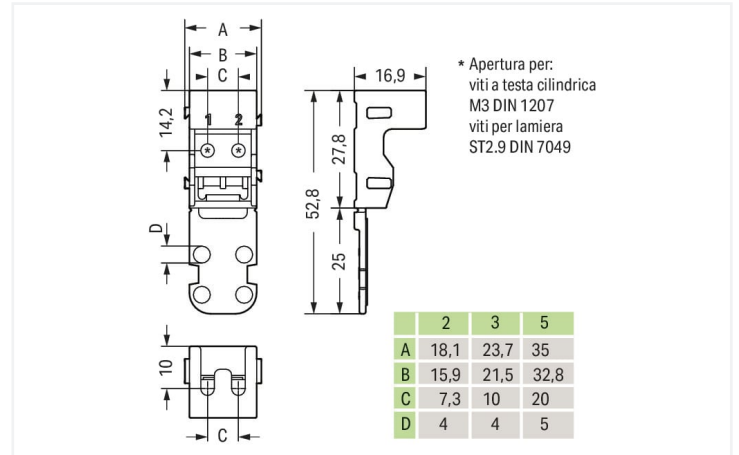 A
B
C
14,2
1 2
* *
D
52,8
16,9
27,8
25
* Apertura per:
viti a testa cilindrica
M3 DIN 1207
viti per lamiera
ST2.9 DIN 7049
10
C
2 3 5
A 18,1 23,7 35
B 15,9 21,5 32,8
C 7,3 10 20
D 4 4 5